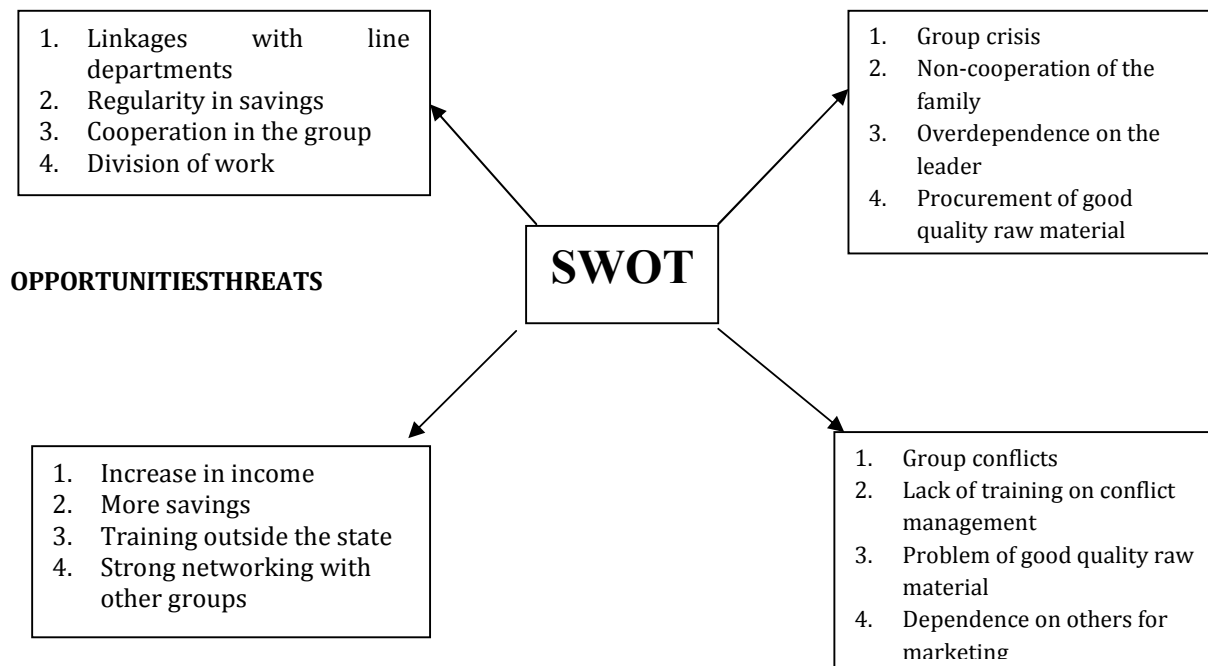 1. Linkages with line
departments
2. Regularity in savings
3. Cooperation in the group
4. Division of work
1. Group crisis
2. Non-cooperation of the
family
3. Overdependence on the
leader
4. Procurement of good
quality raw material
SWOT
OPPORTUNITIESTHREATS
1. Increase in income
2. More savings
3. Training outside the state
4. Strong networking with
other groups
1. Group conflicts
2. Lack of training on conflict
management
3. Problem of good quality raw
material
4. Dependence on others for
marketing